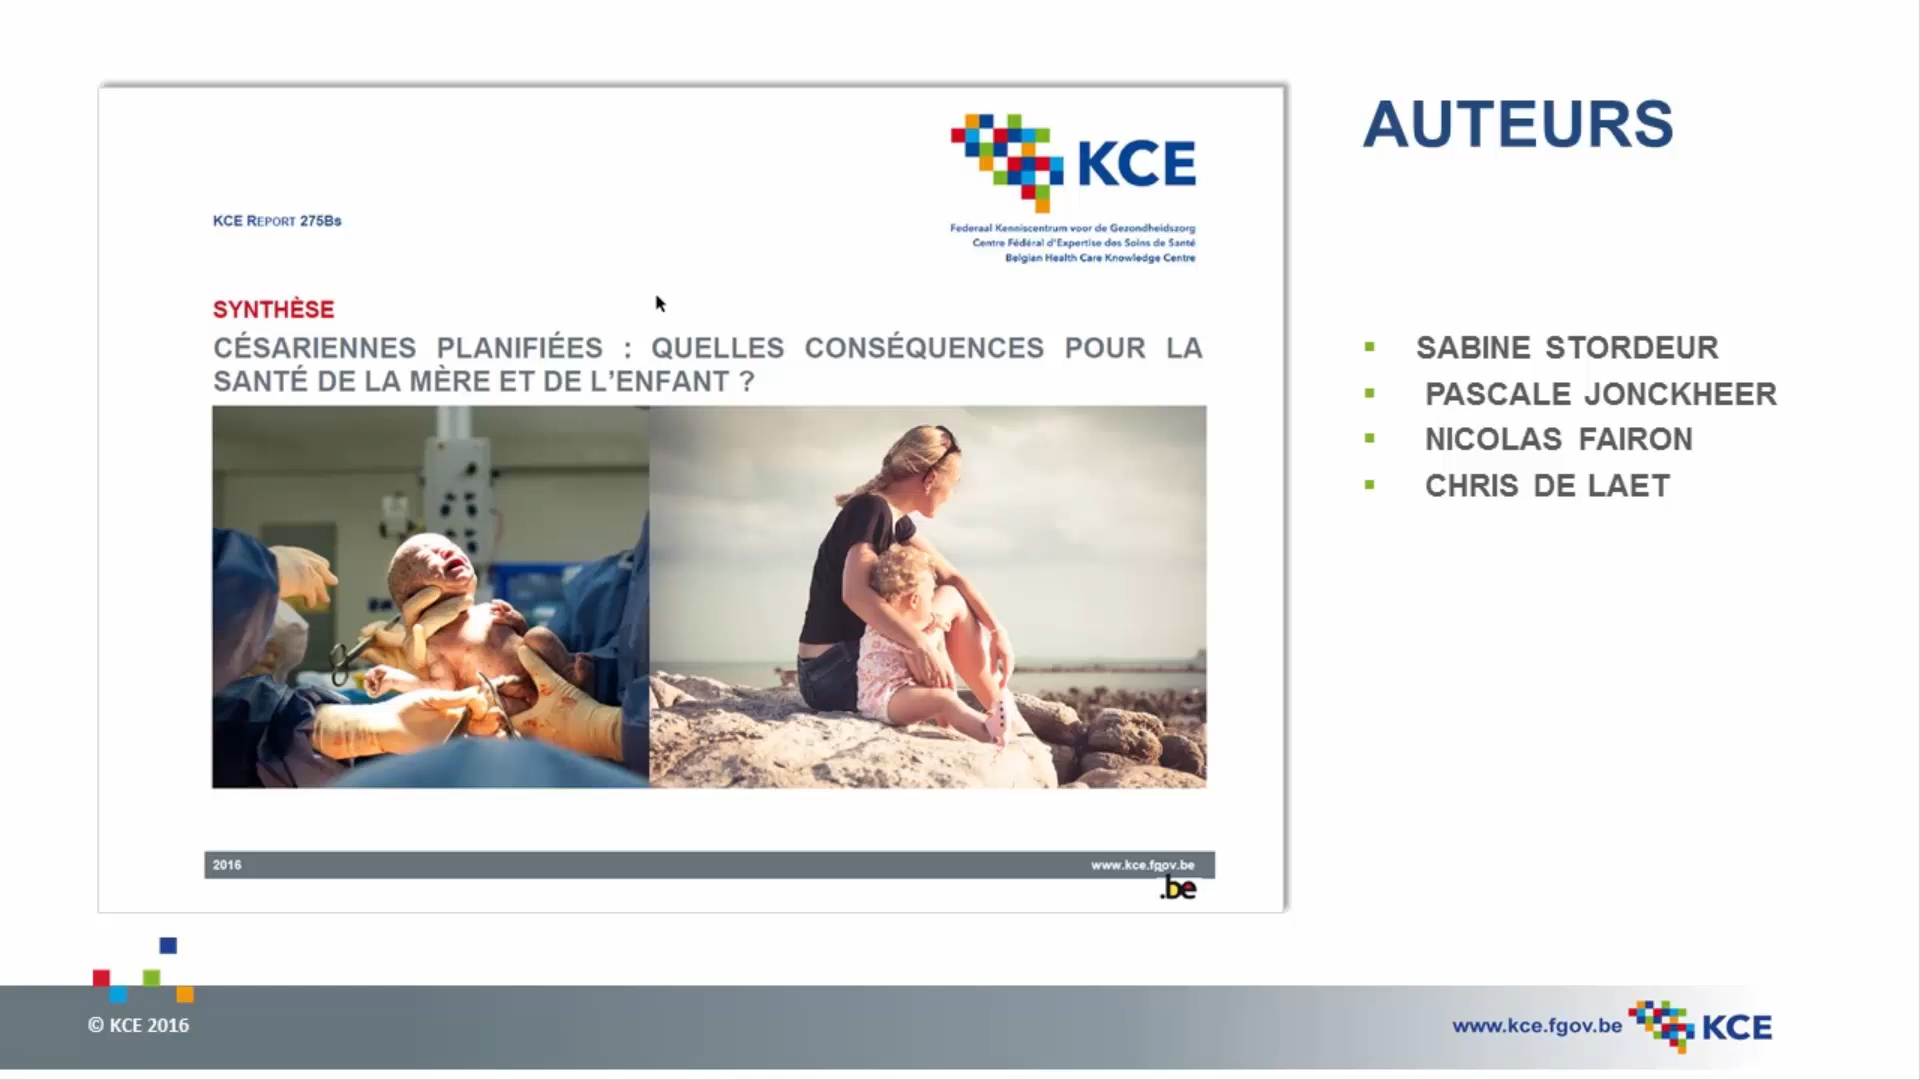 KCE
Federaal Kenniscentrum voor de Gezondheidszorg
Centre Fédéral d'Expertise des Soins de Santé
Belgian Health Care Knowledge Centre
KCE REPORT 275Bs
SYNTHÈSE
CÉSARIENNES PLANIFIÉES : QUELLES CONSÉQUENCES POUR LA
SANTÉ DE LA MÈRE ET DE L’ENFANT ?
2016
www.kce.fgov.be
.be
AUTEURS
▪ SABINE STORDEUR
▪ PASCALE JONCKHEER
▪ NICOLAS FAIRON
▪ CHRIS DE LAET
© KCE 2016
www.kce.fgov.be
KCE